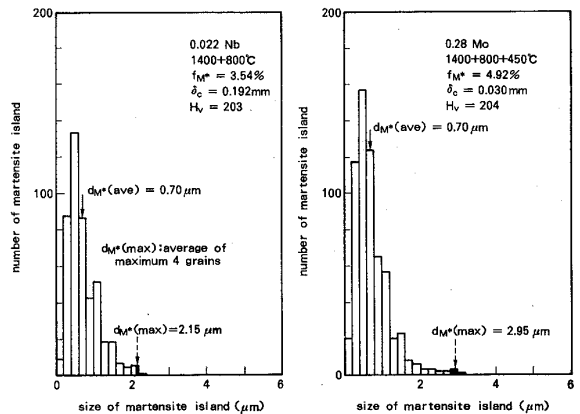 200
0.022 Nb
1400+800℃
fM* = 3.54%
δc = 0.192mm
Hv = 203
dM*(ave) = 0.70 μm
100
dM*(max):average of
maximum 4 grains
dM*(max)=2.15 μm
0
0 2 4 6
number of martensite island
size of martensite island (μm)
200
0.28 Mo
1400+800+450℃
fM* = 4.92%
δc = 0.030mm
Hv = 204
dM*(ave) = 0.70 μm
100
dM*(max) = 2.95 μm
0
0 2 4 6
number of martensite island
size of martensite island (μm)